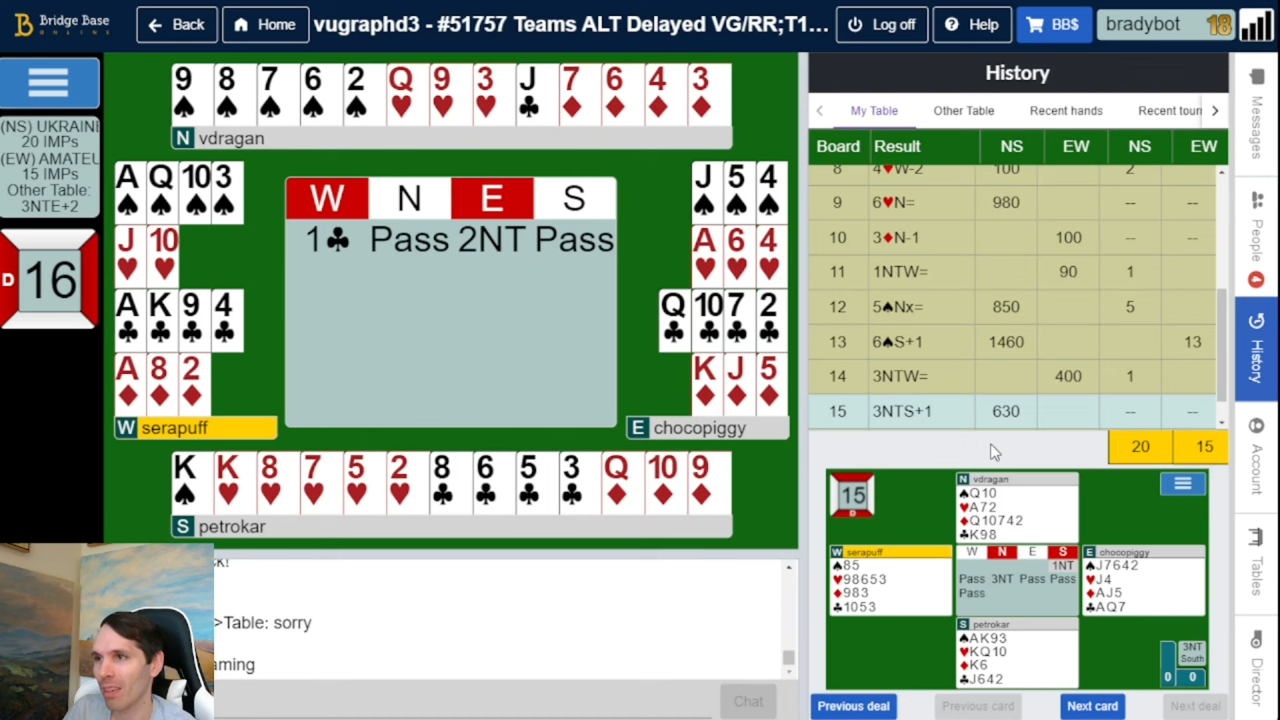 Bridge Base
ONLINE
Back
Home
vugraphd3 - #51757 Teams ALT Delayed VG/RR;T1...
Log off
Help
BB$
bradybot 18
(NS) UKRAINE
20 IMPs
(EW) AMATEU
15 IMPs
Other Table:
3NTE+2
D 16
9 8 7 6 2 Q 9 3 J 7 6 4 3
♠ ♠ ♠ ♠ ♠ ♥ ♥ ♥ ♣ ♦ ♦ ♦ ♦
N vdragan
A Q 10 3
♠ ♠ ♠ ♠
J 10
♥ ♥
A K 9 4
♣ ♣ ♣ ♣
A 8 2
♦ ♦ ♦
W serapuff
W N E S
1♣ Pass 2NT Pass
J 5 4
♠ ♠ ♠
A 6 4
♥ ♥ ♥
Q 10 7 2
♣ ♣ ♣ ♣
K J 5
♦ ♦ ♦
E chocopiggy
K K 8 7 5 2 8 6 5 3 Q 10 9
♠ ♥ ♥ ♥ ♥ ♥ ♣ ♣ ♣ ♣ ♦ ♦ ♦
S petrokar
>Table: sorry
aming
Chat
History
My Table
Other Table
Recent hands
Recent tourn
Board Result NS EW NS EW
8 4♥W-2 100 2
9 6♥N= 980 -- --
10 3♦N-1 100 -- --
11 1NTW= 90 1
12 5♠Nx= 850 5
13 6♠S+1 1460 13
14 3NTW= 400 1
15 3NTS+1 630 -- --
20 15
15
D
N vdragan
♠Q10
♥A72
♦Q10742
♣K98
W serapuff
♠85
♥98653
♦983
♣1053
W N E S
1NT
Pass 3NT Pass Pass
Pass
E chocopiggy
♠J7642
♥J4
♦AJ5
♣AQ7
S petrokar
♠AK93
♥KQ10
♦K6
♣J642
3NT
South
0 0
Previous deal
Previous card
Next card
Next deal
Messages
People
4
History
Account
Tables
Director